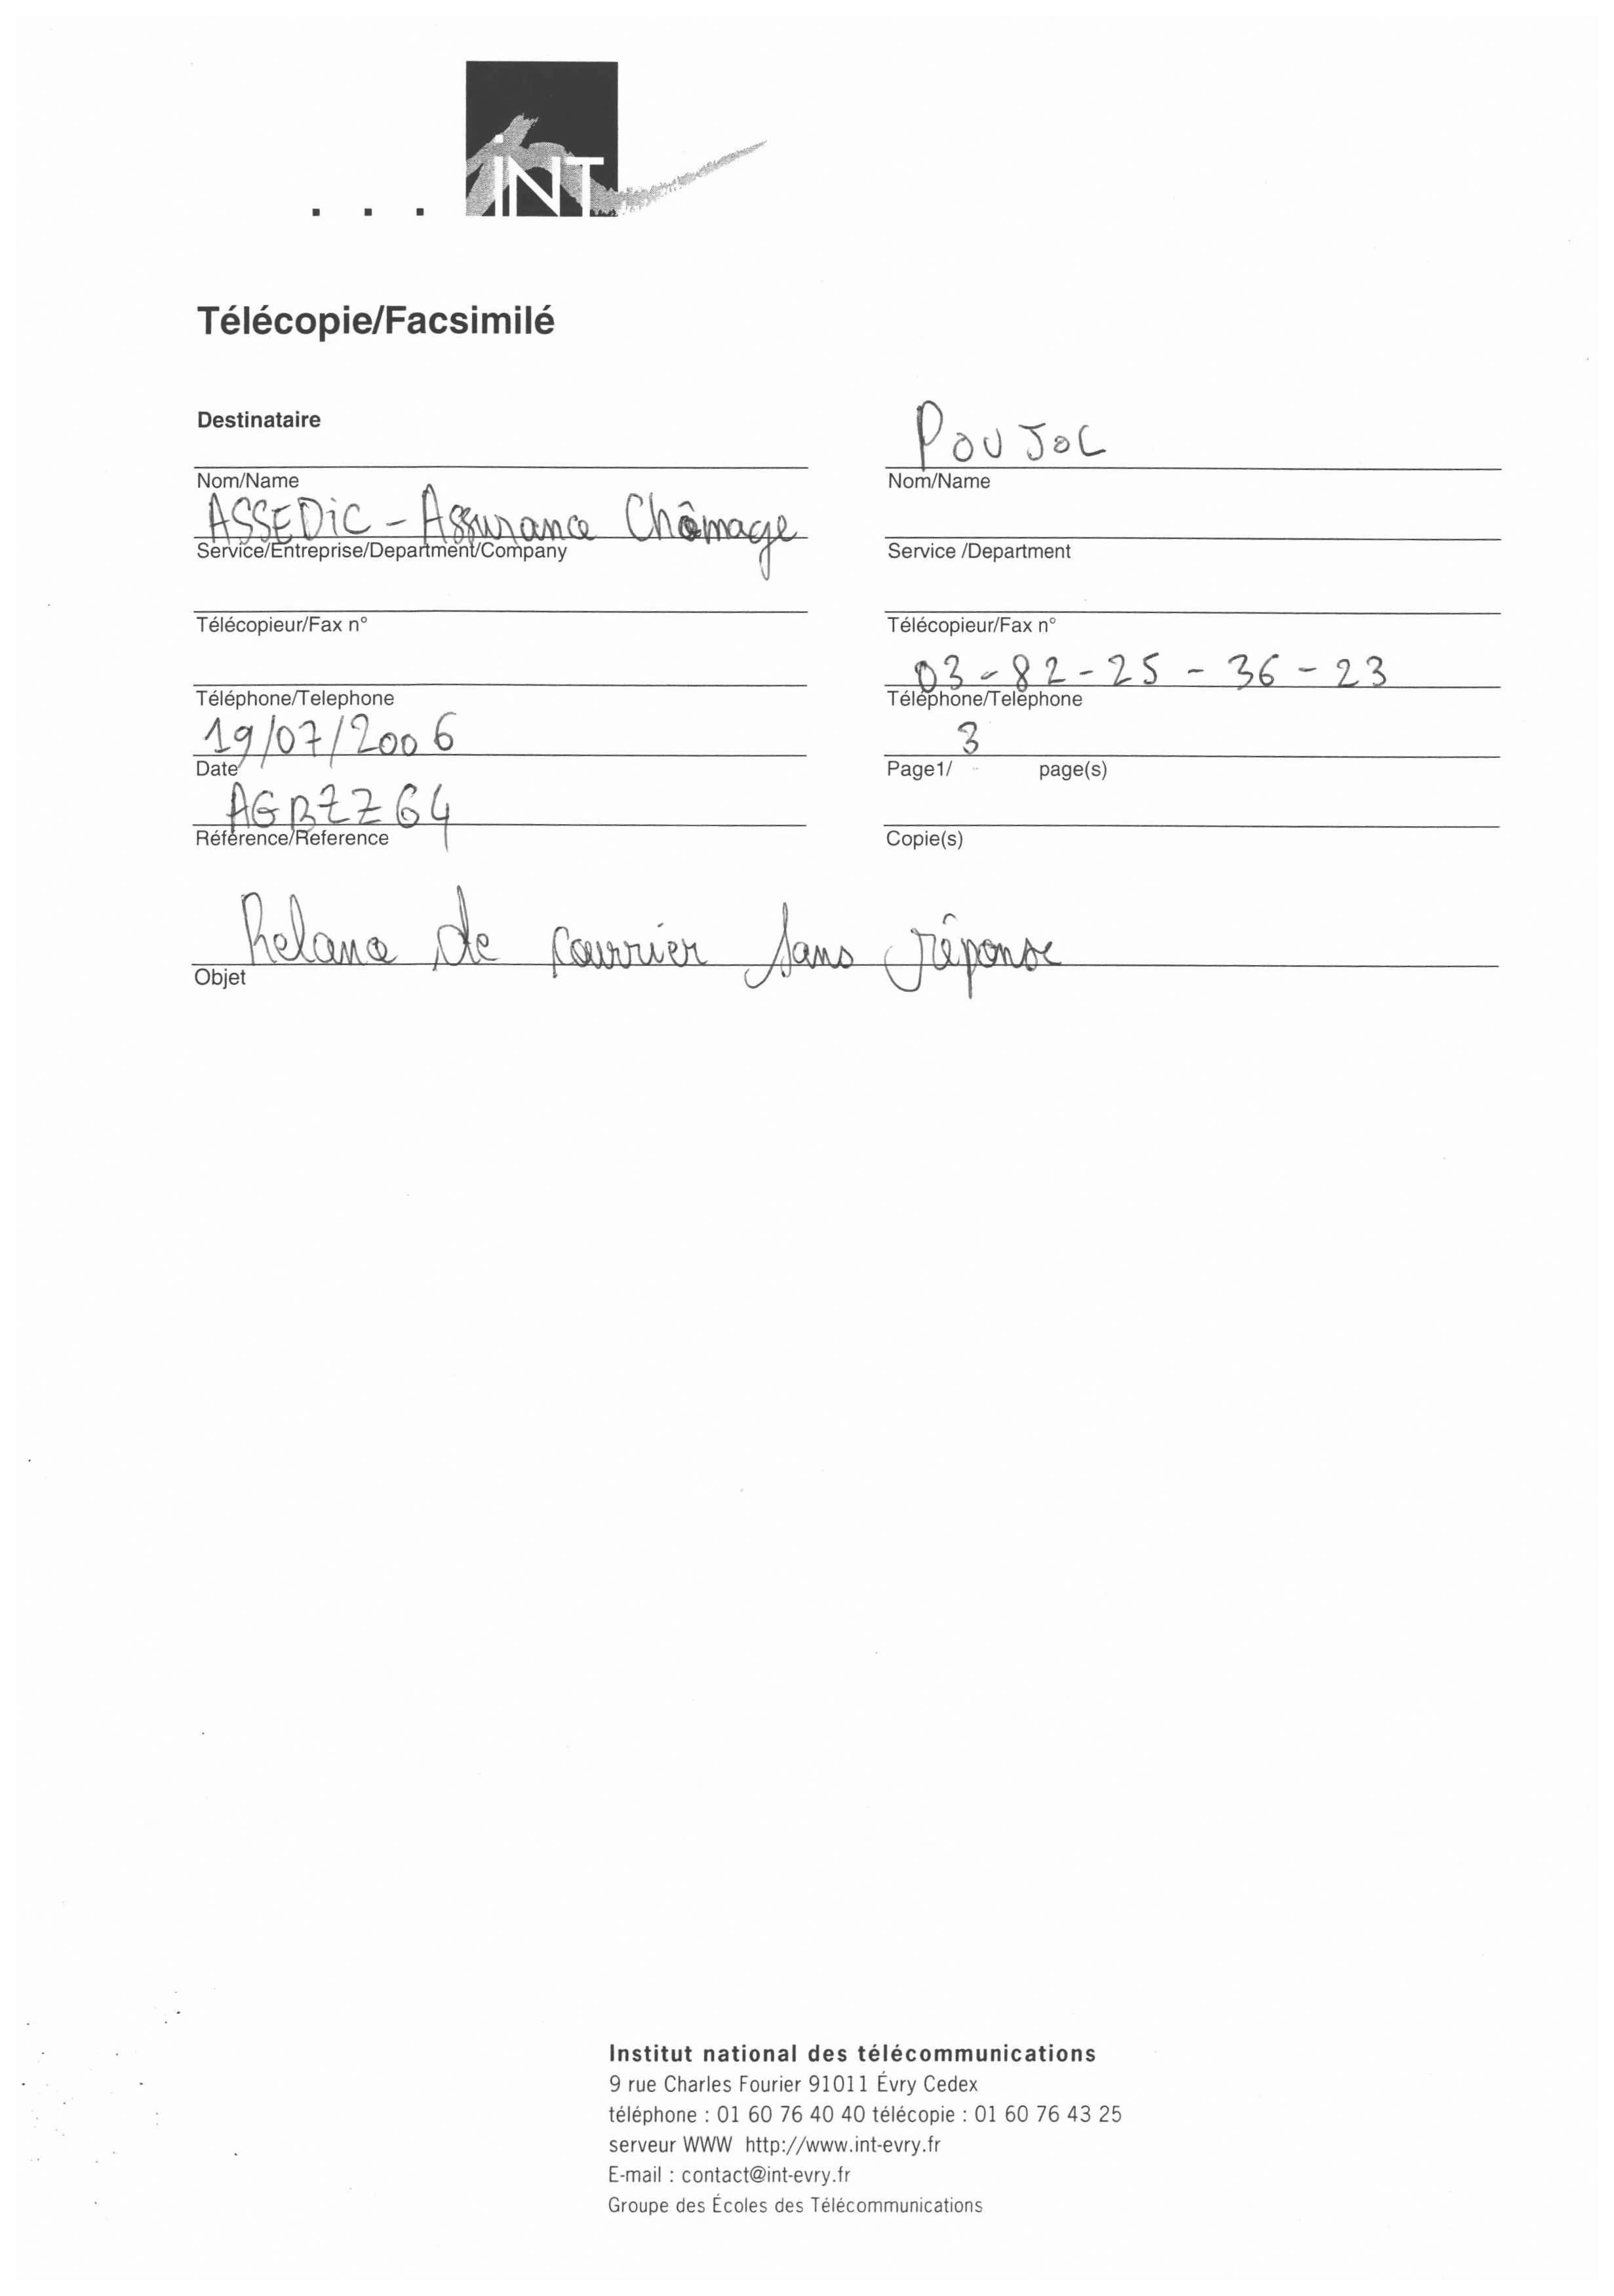 iNT
Télécopie/Facsimilé
Destinataire
POUJOL
Nom/Name
Nom/Name
ASSEDiC - Assurance Chômage
Service/Entreprise/Department/Company
Service /Department
Télécopieur/Fax n°
Télécopieur/Fax n°
03-82-25-36-23
Téléphone/Telephone
Téléphone/Telephone
19/07/2006
3
Date
Page1/ page(s)
AGBZZ64
Référence/Reference
Copie(s)
Relance de courrier sans réponse
Objet
Institut national des télécommunications
9 rue Charles Fourier 91011 Évry Cedex
téléphone : 01 60 76 40 40 télécopie : 01 60 76 43 25
serveur WWW http://www.int-evry.fr
E-mail : contact@int-evry.fr
Groupe des Écoles des Télécommunications